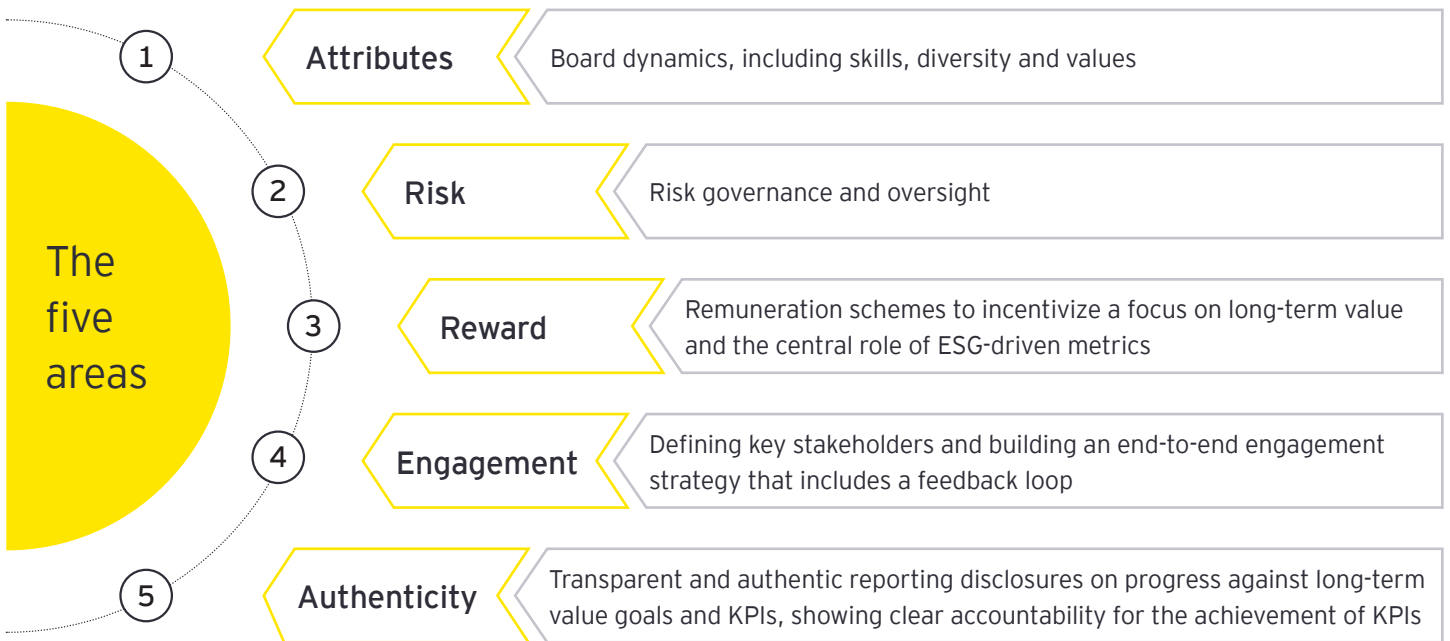 The
five
areas
1
Attributes
Board dynamics, including skills, diversity and values
2
Risk
Risk governance and oversight
3
Reward
Remuneration schemes to incentivize a focus on long-term value
and the central role of ESG-driven metrics
4
Engagement
Defining key stakeholders and building an end-to-end engagement
strategy that includes a feedback loop
5
Authenticity
Transparent and authentic reporting disclosures on progress against long-term
value goals and KPIs, showing clear accountability for the achievement of KPIs